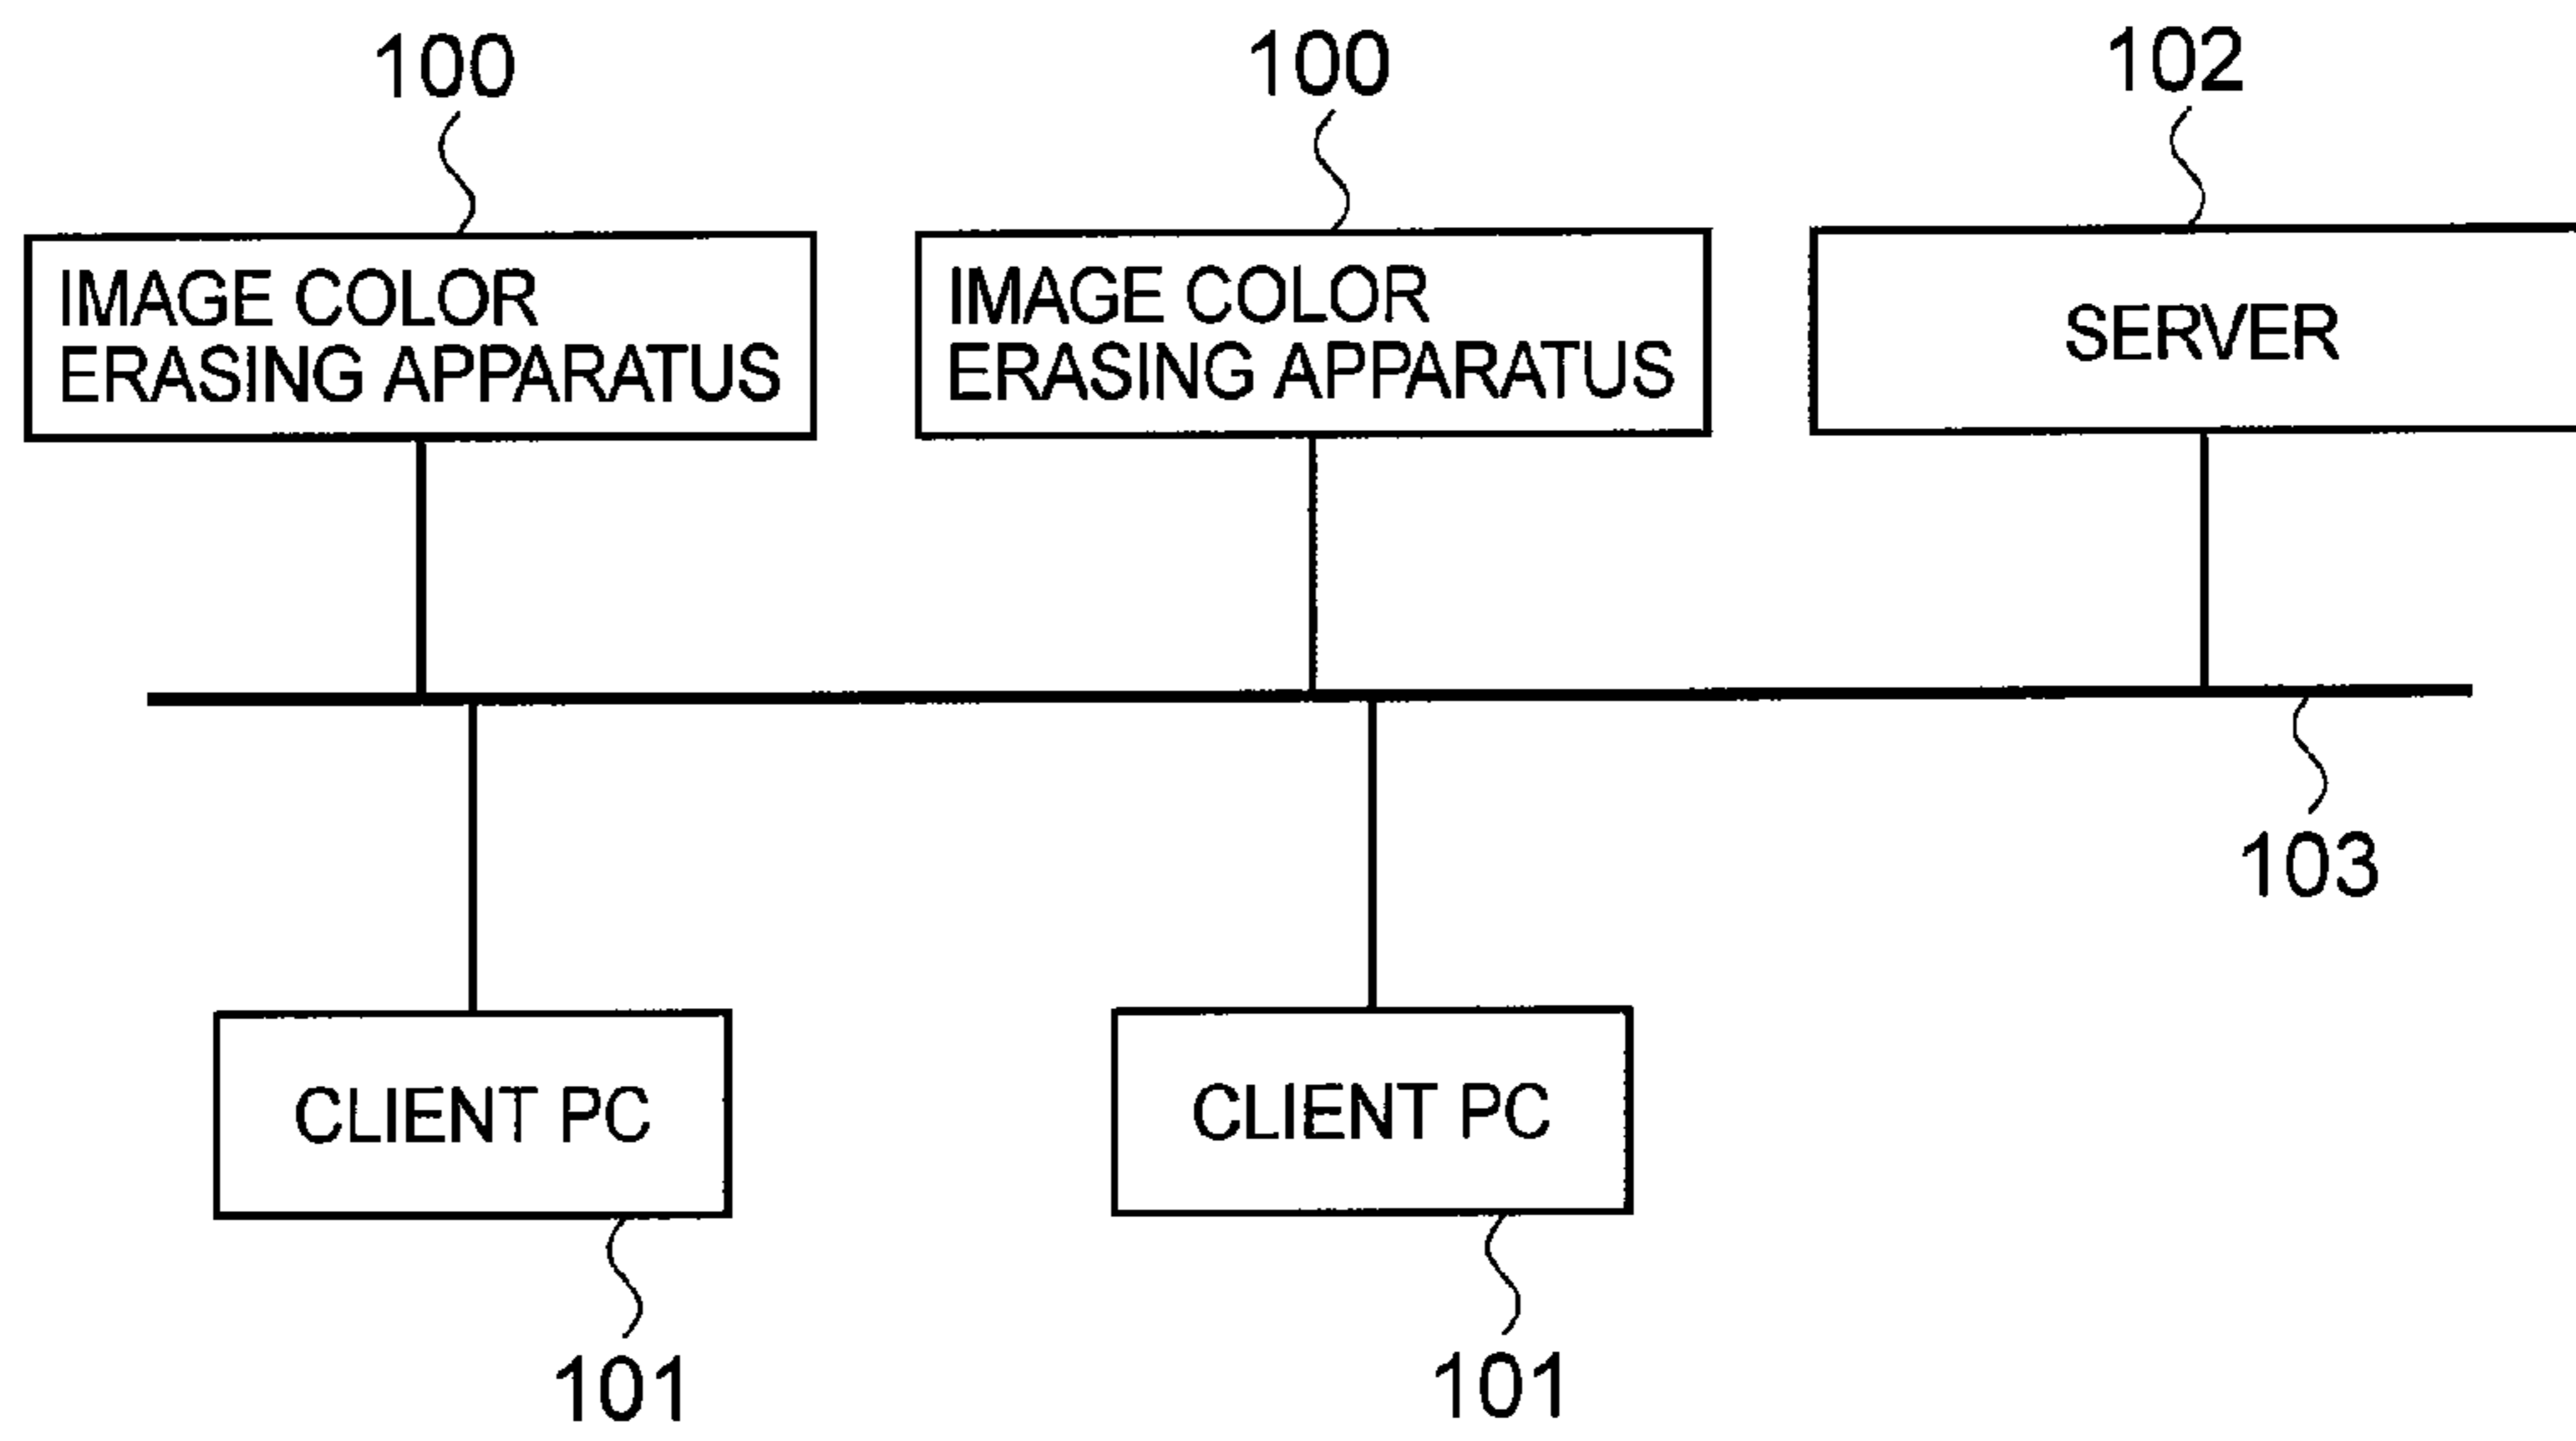 100
100
102
IMAGE COLOR
ERASING APPARATUS
IMAGE COLOR
ERASING APPARATUS
SERVER
103
CLIENT PC
CLIENT PC
101
101